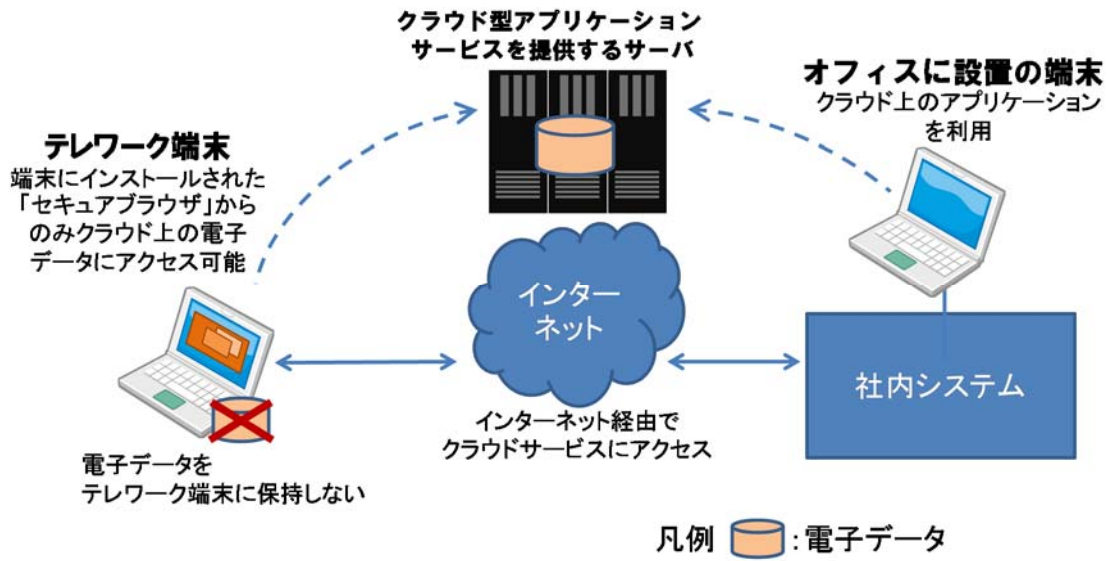 クラウド型アプリケーション
サービスを提供するサーバ
オフィスに設置の端末
クラウド上のアプリケーション
を利用
テレワーク端末
端末にインストールされた
「セキュアブラウザ」から
のみクラウド上の電子
データにアクセス可能
インター
ネット
社内システム
インターネット経由で
クラウドサービスにアクセス
電子データを
テレワーク端末に保持しない
凡例 :電子データ